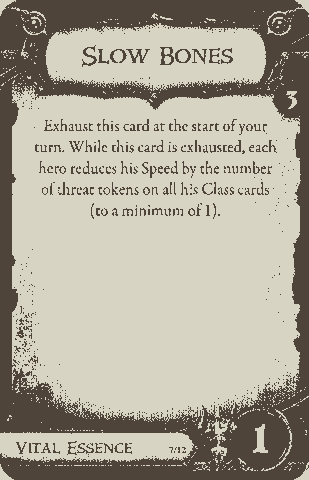 Slow Bones
3
Exhaust this card at the start of your
turn. While this card is exhausted, each
hero reduces his Speed by the number
of threat tokens on all his Class cards
(to a minimum of 1).
Vital Essence
7/12
1